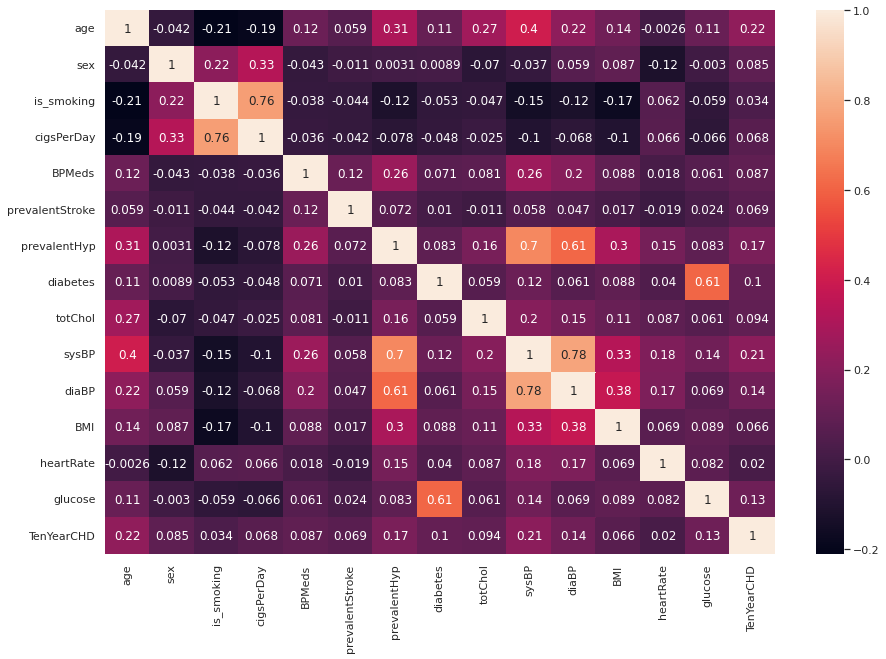 age 1 -0.042 -0.21 -0.19 0.12 0.059 0.31 0.11 0.27 0.4 0.22 0.14 -0.0026 0.11 0.22
sex -0.042 1 0.22 0.33 -0.043 -0.011 0.0031 0.0089 -0.07 -0.037 0.059 0.087 -0.12 -0.003 0.085
is_smoking -0.21 0.22 1 0.76 -0.038 -0.044 -0.12 -0.053 -0.047 -0.15 -0.12 -0.17 0.062 -0.059 0.034
cigsPerDay -0.19 0.33 0.76 1 -0.036 -0.042 -0.078 -0.048 -0.025 -0.1 -0.068 -0.1 0.066 -0.066 0.068
BPMeds 0.12 -0.043 -0.038 -0.036 1 0.12 0.26 0.071 0.081 0.26 0.2 0.088 0.018 0.061 0.087
prevalentStroke 0.059 -0.011 -0.044 -0.042 0.12 1 0.072 0.01 -0.011 0.058 0.047 0.017 -0.019 0.024 0.069
prevalentHyp 0.31 0.0031 -0.12 -0.078 0.26 0.072 1 0.083 0.16 0.7 0.61 0.3 0.15 0.083 0.17
diabetes 0.11 0.0089 -0.053 -0.048 0.071 0.01 0.083 1 0.059 0.12 0.061 0.088 0.04 0.61 0.1
totChol 0.27 -0.07 -0.047 -0.025 0.081 -0.011 0.16 0.059 1 0.2 0.15 0.11 0.087 0.061 0.094
sysBP 0.4 -0.037 -0.15 -0.1 0.26 0.058 0.7 0.12 0.2 1 0.78 0.33 0.18 0.14 0.21
diaBP 0.22 0.059 -0.12 -0.068 0.2 0.047 0.61 0.061 0.15 0.78 1 0.38 0.17 0.069 0.14
BMI 0.14 0.087 -0.17 -0.1 0.088 0.017 0.3 0.088 0.11 0.33 0.38 1 0.069 0.089 0.066
heartRate -0.0026 -0.12 0.062 0.066 0.018 -0.019 0.15 0.04 0.087 0.18 0.17 0.069 1 0.082 0.02
glucose 0.11 -0.003 -0.059 -0.066 0.061 0.024 0.083 0.61 0.061 0.14 0.069 0.089 0.082 1 0.13
TenYearCHD 0.22 0.085 0.034 0.068 0.087 0.069 0.17 0.1 0.094 0.21 0.14 0.066 0.02 0.13 1
age sex is_smoking cigsPerDay BPMeds prevalentStroke prevalentHyp diabetes totChol sysBP diaBP BMI heartRate glucose TenYearCHD
1.0
0.8
0.6
0.4
0.2
0.0
−0.2